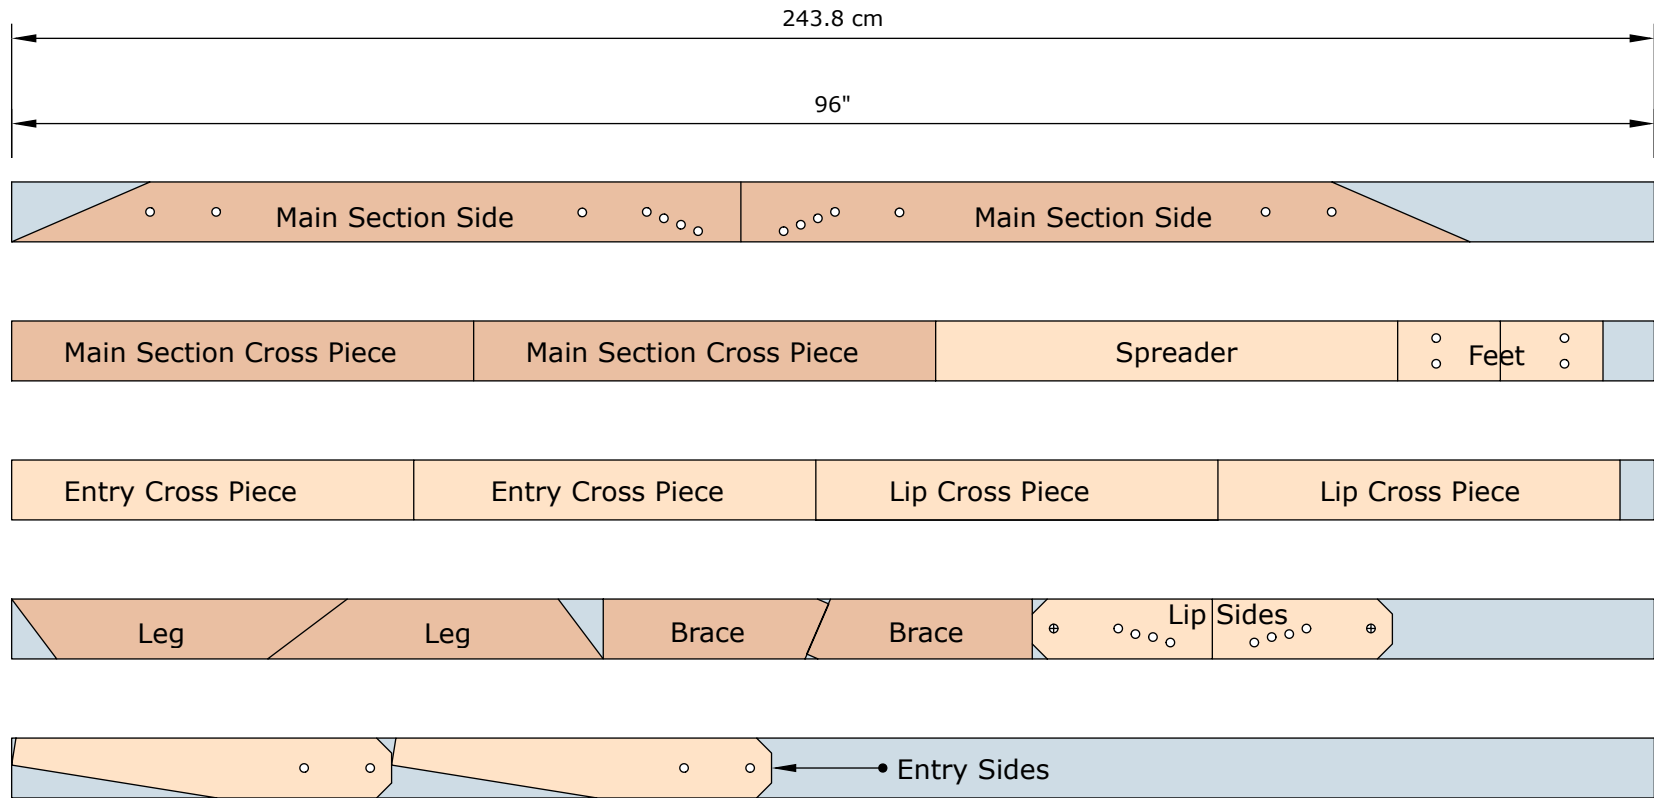 243.8 cm
96"
Main Section Side Main Section Side
Main Section Cross Piece Main Section Cross Piece Spreader Feet
Entry Cross Piece Entry Cross Piece Lip Cross Piece Lip Cross Piece
Leg Leg Brace Brace Lip Sides
Entry Sides